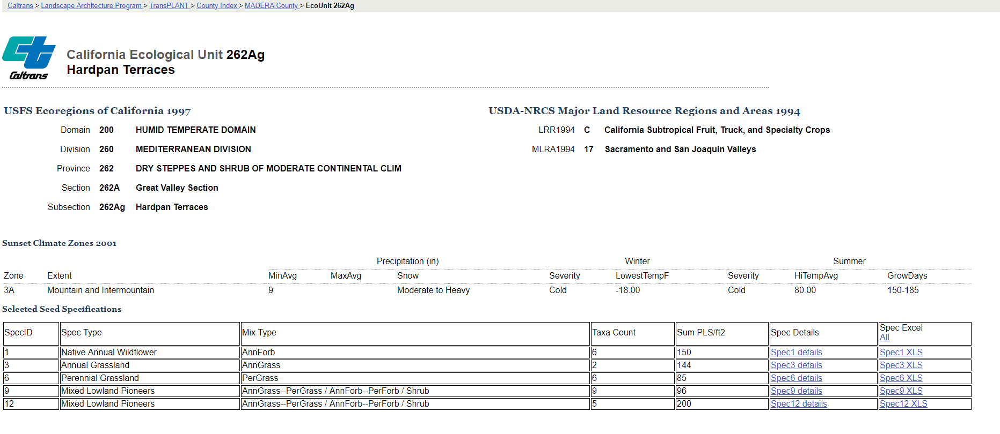 Caltrans > Landscape Architecture Program > TransPLANT > County Index > MADERA County > EcoUnit 262Ag
Caltrans
California Ecological Unit 262Ag
Hardpan Terraces
USFS Ecoregions of California 1997
Domain 200 HUMID TEMPERATE DOMAIN
Division 260 MEDITERRANEAN DIVISION
Province 262 DRY STEPPES AND SHRUB OF MODERATE CONTINENTAL CLIM
Section 262A Great Valley Section
Subsection 262Ag Hardpan Terraces
USDA-NRCS Major Land Resource Regions and Areas 1994
LRR1994 C California Subtropical Fruit, Truck, and Specialty Crops
MLRA1994 17 Sacramento and San Joaquin Valleys
Sunset Climate Zones 2001
Precipitation (in) Winter Summer
Zone Extent MinAvg MaxAvg Snow Severity LowestTempF Severity HiTempAvg GrowDays
3A Mountain and Intermountain 9 Moderate to Heavy Cold -18.00 Cold 80.00 150-185
Selected Seed Specifications
SpecID Spec Type Mix Type Taxa Count Sum PLS/ft2 Spec Details Spec Excel
All
1 Native Annual Wildflower AnnForb 6 150 Spec1 details Spec1 XLS
3 Annual Grassland AnnGrass 2 144 Spec3 details Spec3 XLS
6 Perennial Grassland PerGrass 6 85 Spec6 details Spec6 XLS
9 Mixed Lowland Pioneers AnnGrass--PerGrass / AnnForb--PerForb / Shrub 9 96 Spec9 details Spec9 XLS
12 Mixed Lowland Pioneers AnnGrass--PerGrass / AnnForb--PerForb / Shrub 5 200 Spec12 details Spec12 XLS